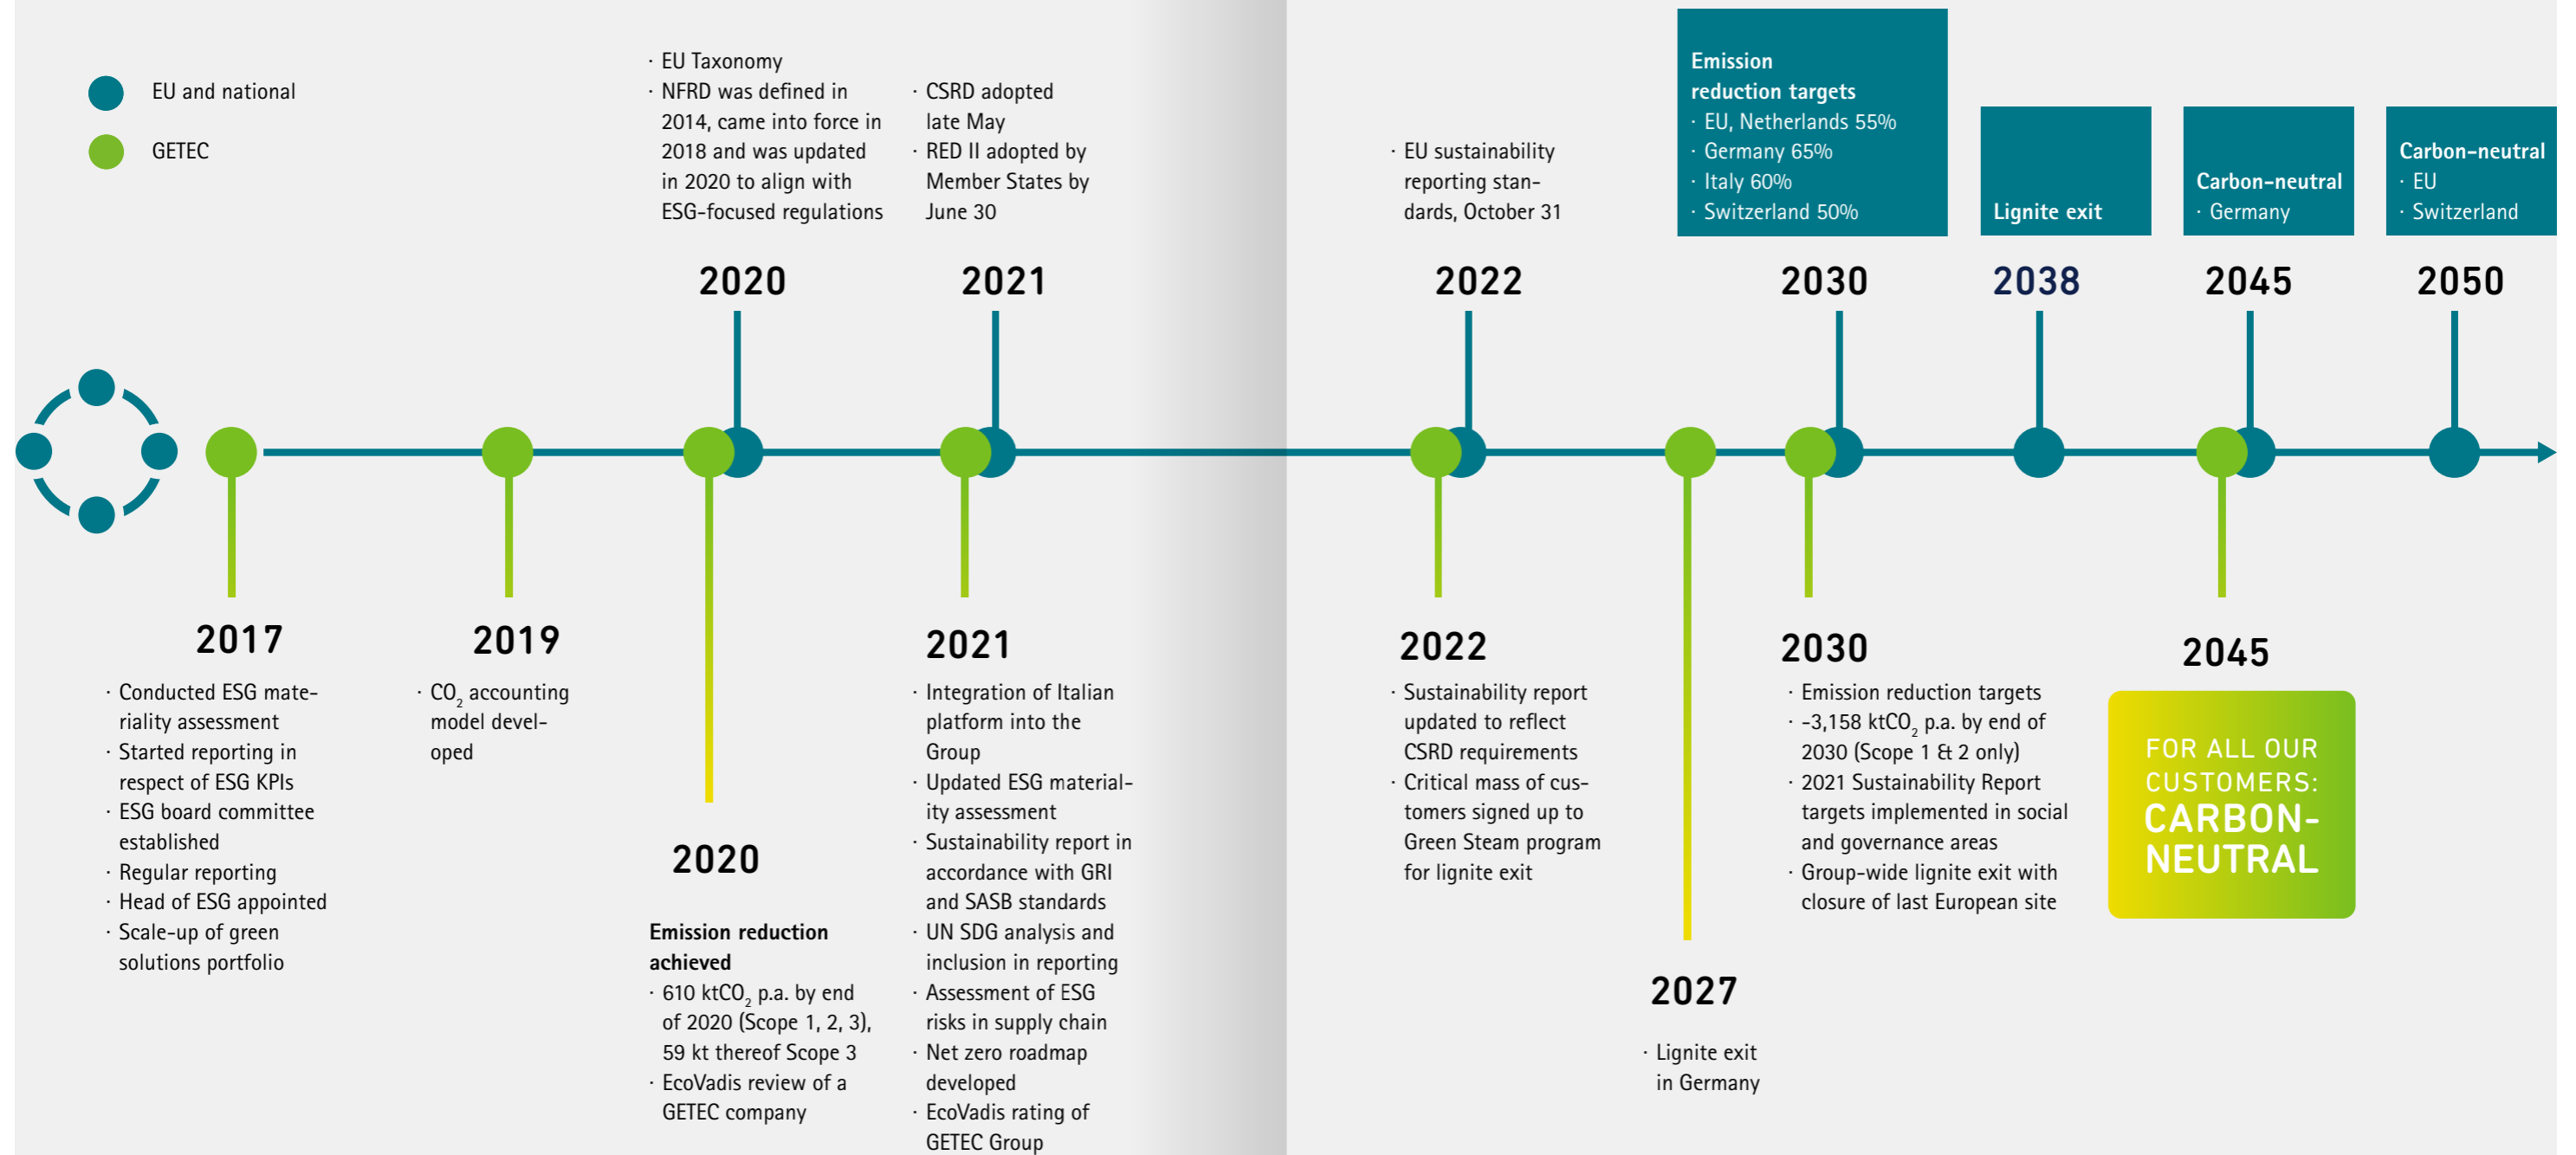 EU and national
GETEC
· EU Taxonomy
· NFRD was defined in
2014, came into force in
2018 and was updated
in 2020 to align with
ESG-focused regulations
2020
· CSRD adopted
late May
· RED II adopted by
Member States by
June 30
2021
· EU sustainability
reporting stan-
dards, October 31
2022
Emission
reduction targets
· EU, Netherlands 55%
· Germany 65%
· Italy 60%
· Switzerland 50%
2030
Lignite exit
2038
Carbon-neutral
· Germany
2045
Carbon-neutral
· EU
· Switzerland
2050
2017
· Conducted ESG mate-
riality assessment
· Started reporting in
respect of ESG KPIs
· ESG board committee
established
· Regular reporting
· Head of ESG appointed
· Scale-up of green
solutions portfolio
2019
· CO₂ accounting
model devel-
oped
2020
Emission reduction
achieved
· 610 ktCO₂ p.a. by end
of 2020 (Scope 1, 2, 3),
59 kt thereof Scope 3
· EcoVadis review of a
GETEC company
2021
· Integration of Italian
platform into the
Group
· Updated ESG material-
ity assessment
· Sustainability report in
accordance with GRI
and SASB standards
· UN SDG analysis and
inclusion in reporting
· Assessment of ESG
risks in supply chain
· Net zero roadmap
developed
· EcoVadis rating of
GETEC Group
2022
· Sustainability report
updated to reflect
CSRD requirements
· Critical mass of cus-
tomers signed up to
Green Steam program
for lignite exit
2027
· Lignite exit
in Germany
2030
· Emission reduction targets
· -3,158 ktCO₂ p.a. by end of
2030 (Scope 1 & 2 only)
· 2021 Sustainability Report
targets implemented in social
and governance areas
· Group-wide lignite exit with
closure of last European site
2045
FOR ALL OUR
CUSTOMERS:
CARBON-
NEUTRAL